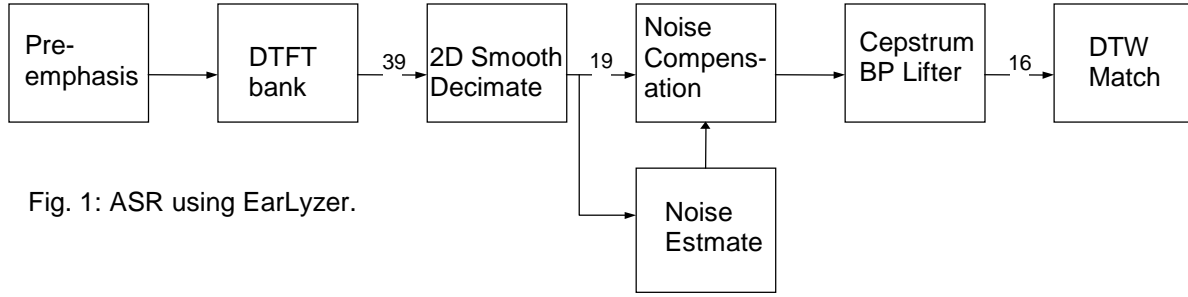 Pre-
emphasis
DTFT
bank
39
2D Smooth
Decimate
19
Noise
Compens-
ation
Cepstrum
BP Lifter
16
DTW
Match
Noise
Estmate
Fig. 1: ASR using EarLyzer.